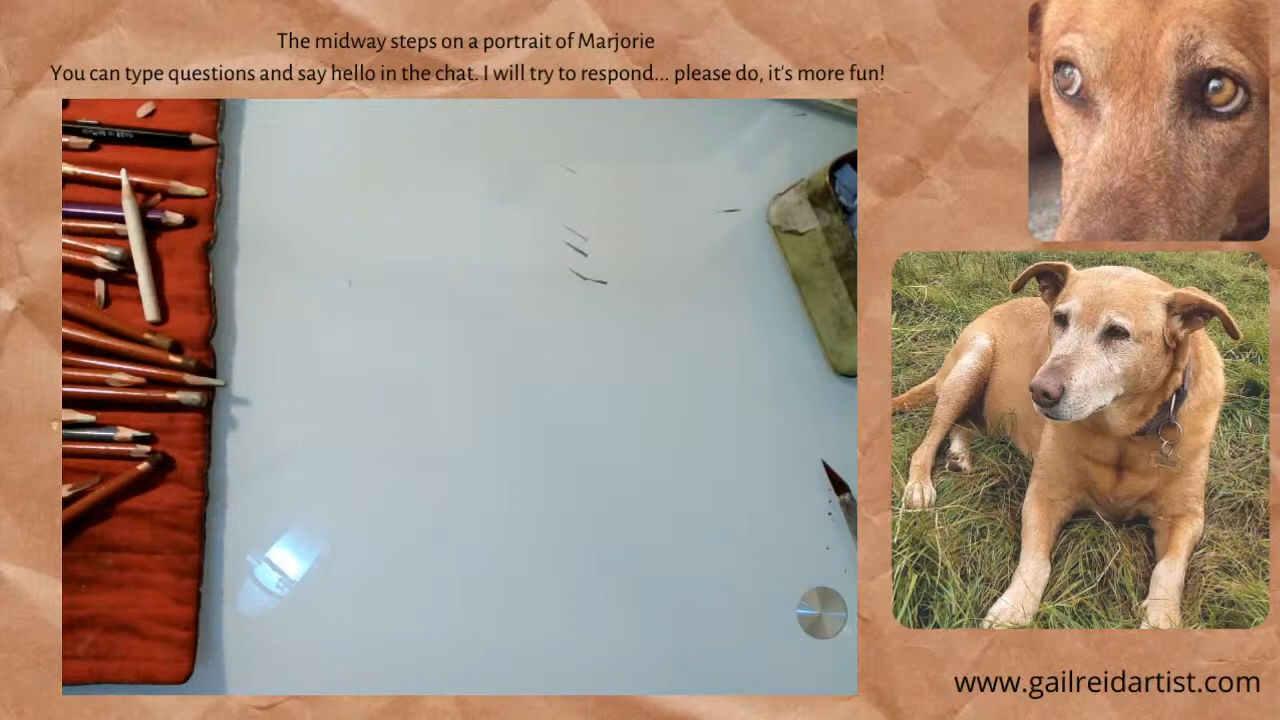 The midway steps on a portrait of Marjorie
You can type questions and say hello in the chat. I will try to respond... please do, it's more fun!
www.gailreidartist.com